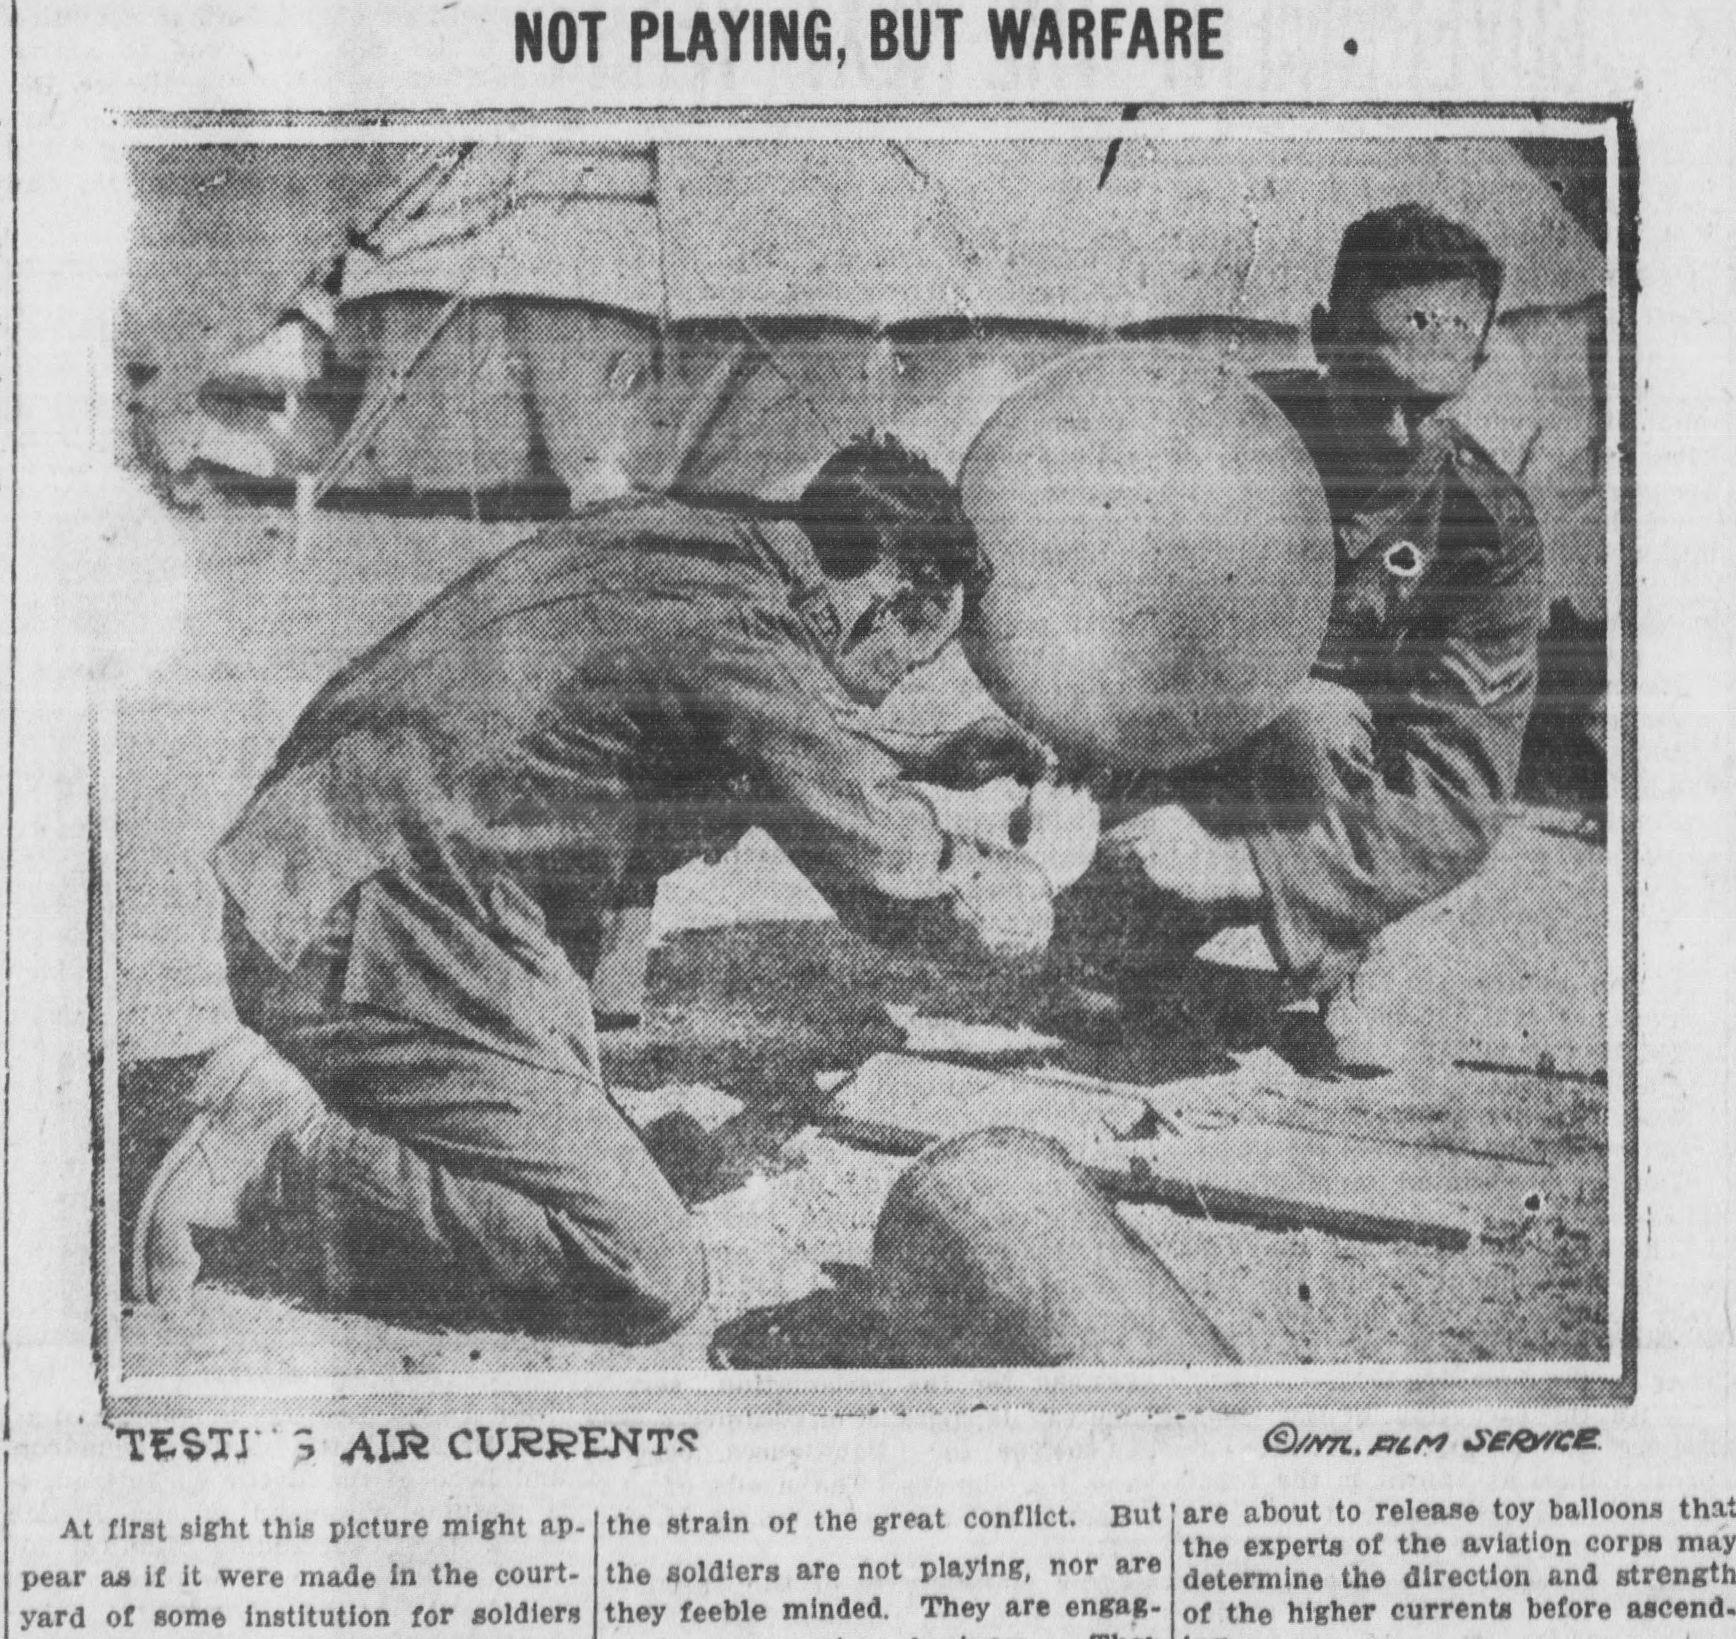 NOT PLAYING, BUT WARFARE
TESTI G AIR CURRENTS
©INTL. FILM SERVICE.
At first sight this picture might ap-
pear as if it were made in the court-
yard of some institution for soldiers
the strain of the great conflict. But
the soldiers are not playing, nor are
they feeble minded. They are engag-
are about to release toy balloons that
the experts of the aviation corps may
determine the direction and strength
of the higher currents before ascend-